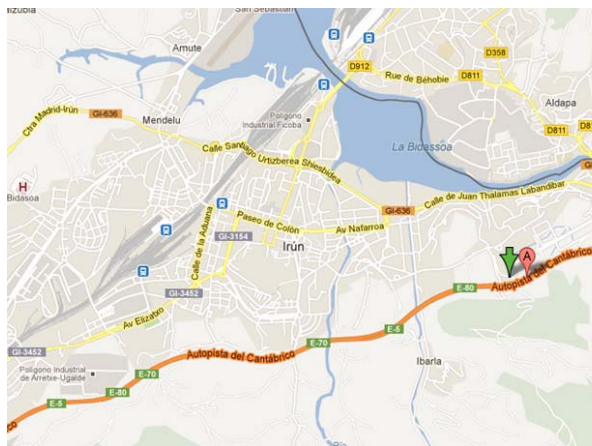 San Sebastián
Amute
D912
D358
Rue de Béhobie
D811
Aldapa
Ctra Madrid-Irún
GI-636
Mendelu
Poligono
Industrial Ficoba
D811
La Bidassoa
Calle Santiago
Urtizberea Shiesbidea
H
Bidasoa
Calle de Juan Thalamas Labandibar
GI-636
Paseo de Colón
Av Nafarroa
Calle de la Aduana
GI-3154
Irún
A
Autopista del Cantábrico
E-80
GI-3452
Av Elizatxo
E-5
E-70
Autopista del Cantábrico
GI-3452
Ibarla
Poligono Industrial
de Arretxe-Ugalde
E-70
E-80
E-5